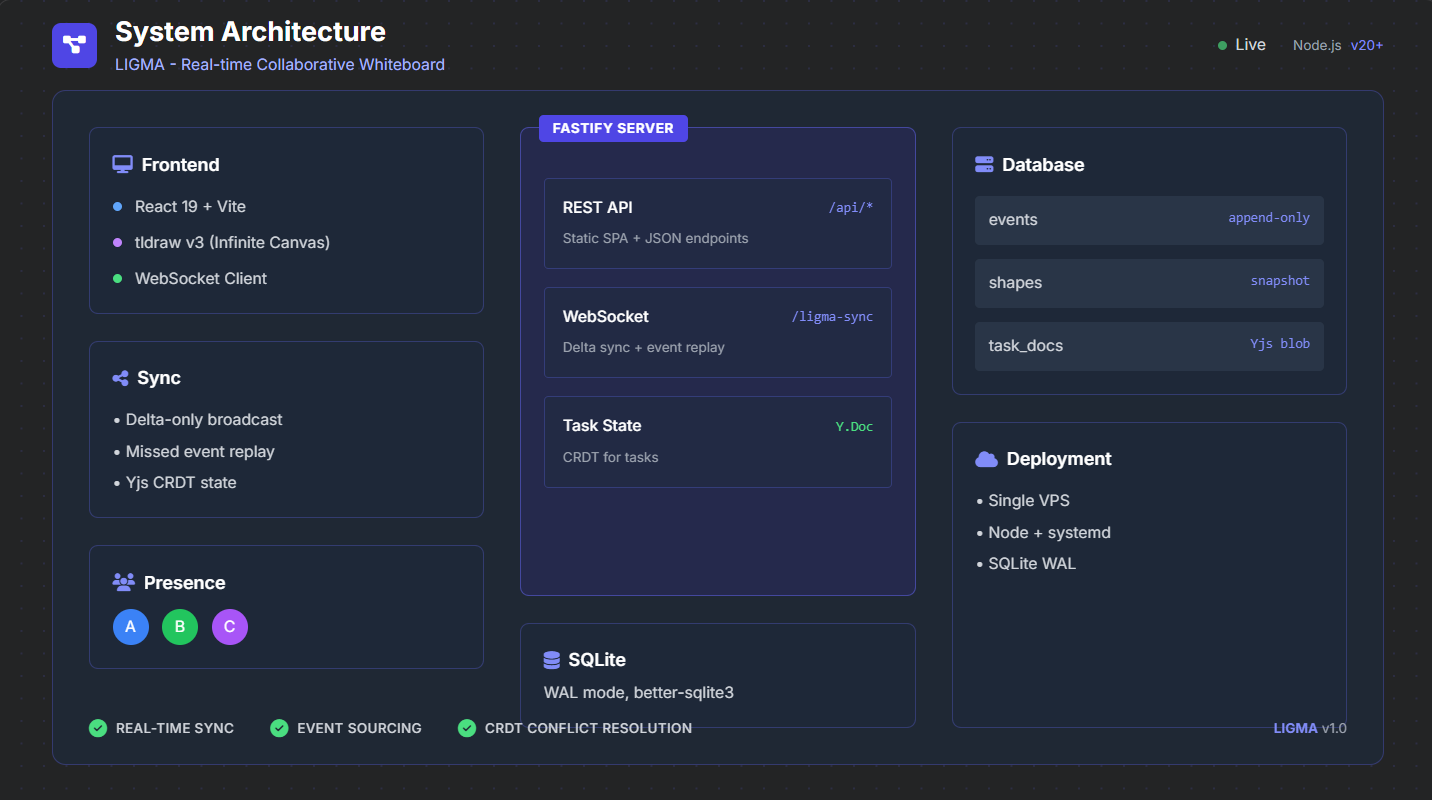 System Architecture
LIGMA - Real-time Collaborative Whiteboard
Live
Node.js v20+
Frontend
React 19 + Vite
tldraw v3 (Infinite Canvas)
WebSocket Client
Sync
• Delta-only broadcast
• Missed event replay
• Yjs CRDT state
Presence
A B C
FASTIFY SERVER
REST API /api/*
Static SPA + JSON endpoints
WebSocket /ligma-sync
Delta sync + event replay
Task State Y.Doc
CRDT for tasks
SQLite
WAL mode, better-sqlite3
Database
events append-only
shapes snapshot
task_docs Yjs blob
Deployment
• Single VPS
• Node + systemd
• SQLite WAL
REAL-TIME SYNC EVENT SOURCING CRDT CONFLICT RESOLUTION
LIGMA v1.0